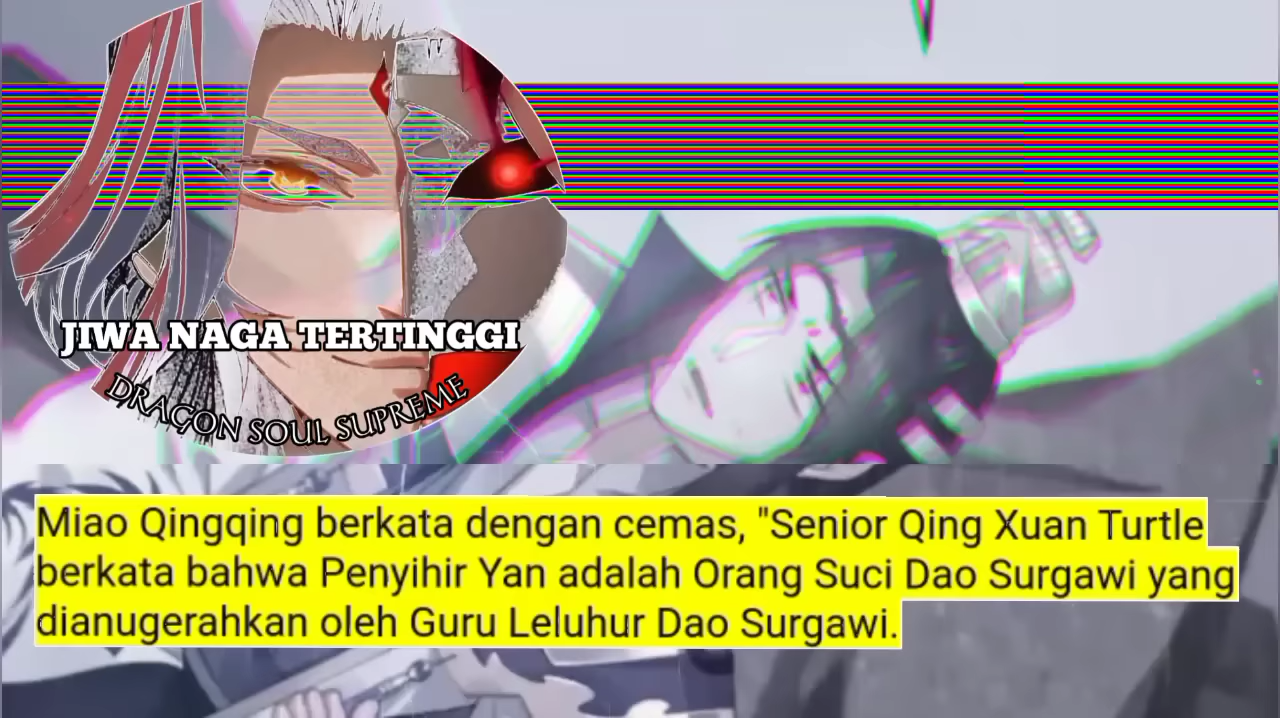 JIWA NAGA TERTINGGI
DRAGON SOUL SUPREME
Miao Qingqing berkata dengan cemas, "Senior Qing Xuan Turtle
berkata bahwa Penyihir Yan adalah Orang Suci Dao Surgawi yang
dianugerahkan oleh Guru Leluhur Dao Surgawi.